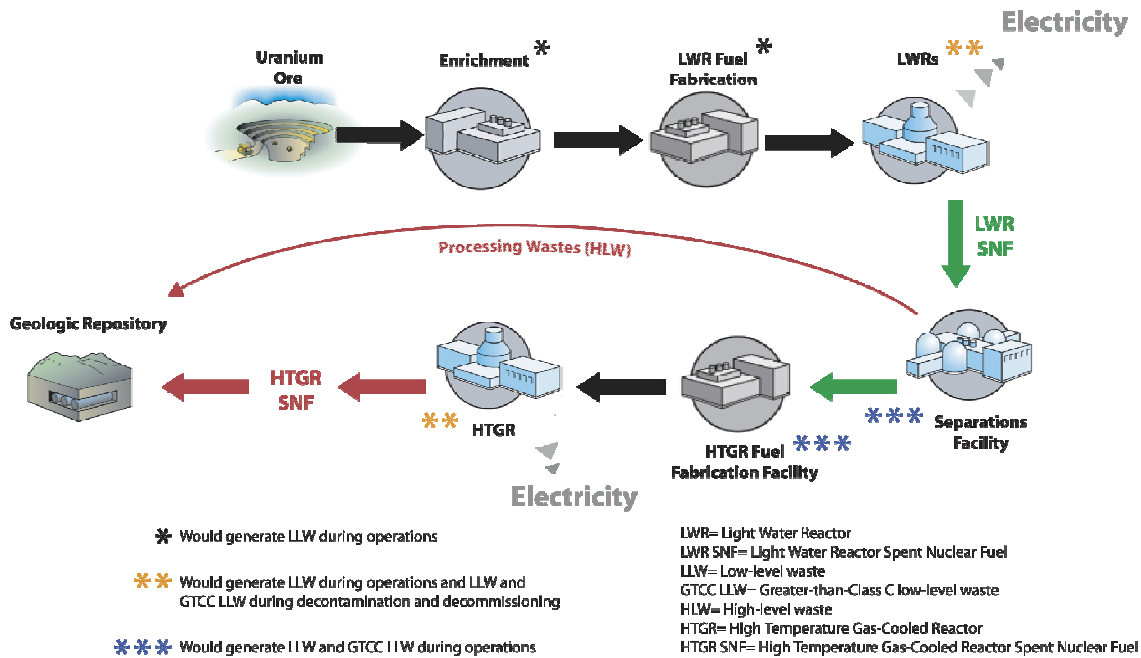 Electricity
Uranium
Ore
Enrichment *
LWR Fuel *
Fabrication
LWRs **
LWR
SNF
Processing Wastes (HLW)
Geologic Repository
HTGR
SNF
** HTGR
Electricity
HTGR Fuel ***
Fabrication Facility
***
Separations
Facility
* Would generate LLW during operations
** Would generate LLW during operations and LLW and
GTCC LLW during decontamination and decommissioning
*** Would generate LLW and GTCC LLW during operations
LWR= Light Water Reactor
LWR SNF= Light Water Reactor Spent Nuclear Fuel
LLW= Low-level waste
GTCC LLW= Greater-than-Class C low-level waste
HLW= High-level waste
HTGR= High Temperature Gas-Cooled Reactor
HTGR SNF= High Temperature Gas-Cooled Reactor Spent Nuclear Fuel